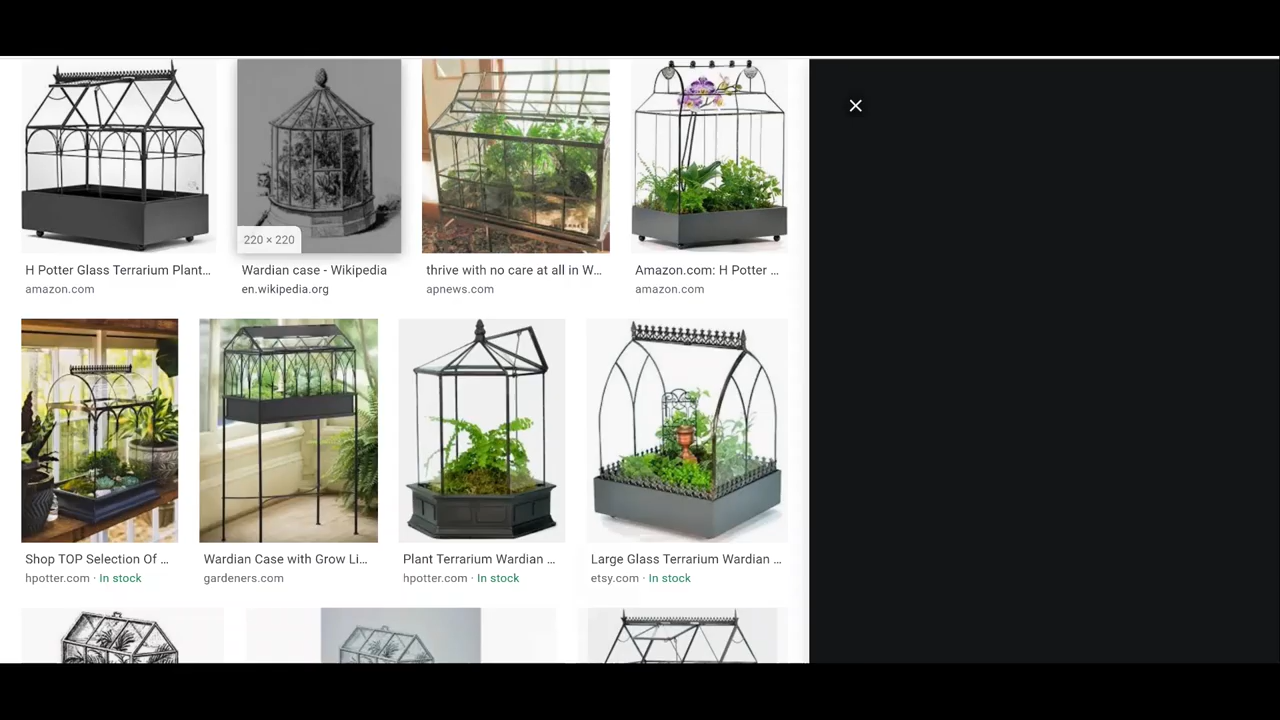 220 × 220
H Potter Glass Terrarium Plant...
amazon.com
Wardian case - Wikipedia
en.wikipedia.org
thrive with no care at all in W...
apnews.com
Amazon.com: H Potter ...
amazon.com
Shop TOP Selection Of ...
hpotter.com · In stock
Wardian Case with Grow Li...
gardeners.com
Plant Terrarium Wardian ...
hpotter.com · In stock
Large Glass Terrarium Wardian ...
etsy.com · In stock